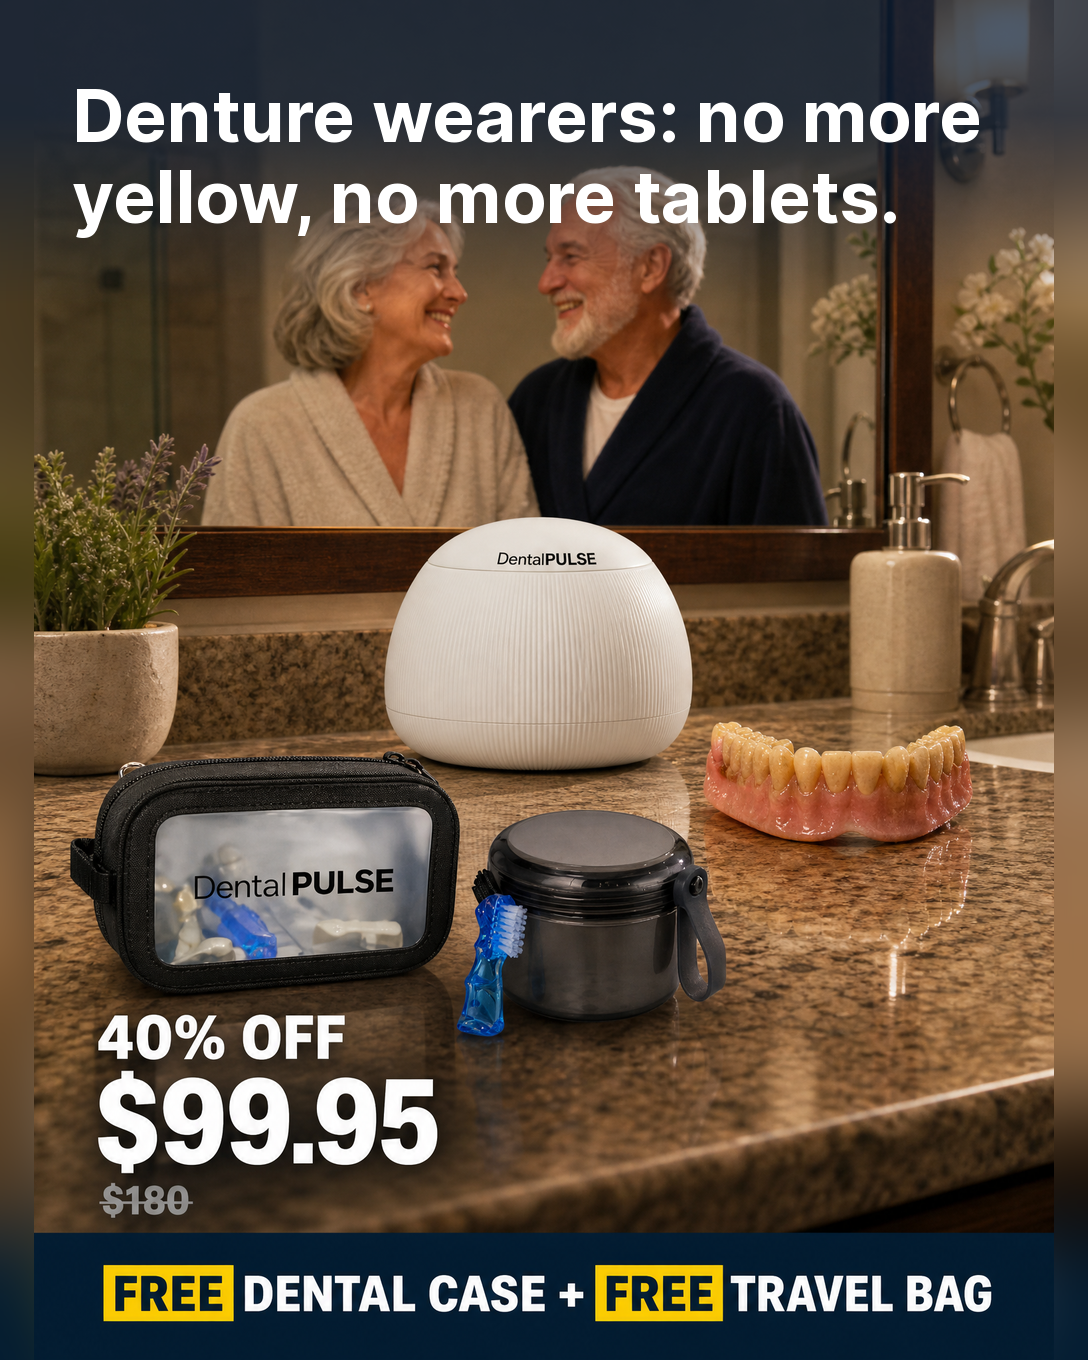 Denture wearers: no more
yellow, no more tablets.
DentalPULSE
Dental PULSE
40% OFF
$99.95
$180
FREE DENTAL CASE + FREE TRAVEL BAG